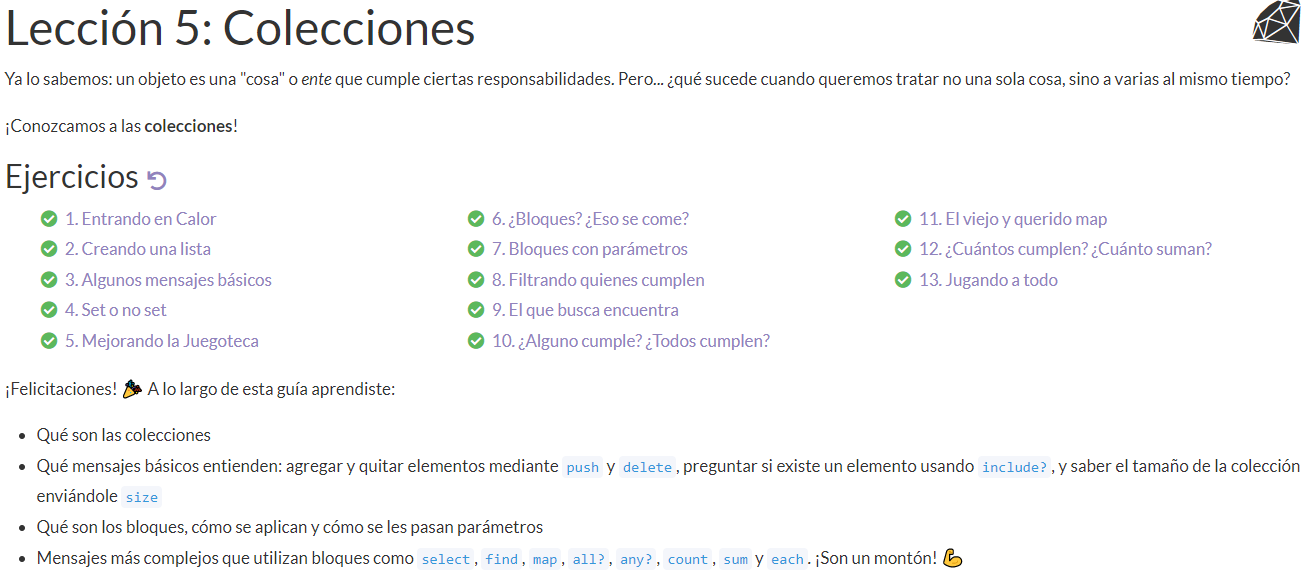 Lección 5: Colecciones
Ya lo sabemos: un objeto es una "cosa" o ente que cumple ciertas responsabilidades. Pero... ¿qué sucede cuando queremos tratar no una sola cosa, sino a varias al mismo tiempo?
¡Conozcamos a las colecciones!
Ejercicios
1. Entrando en Calor
2. Creando una lista
3. Algunos mensajes básicos
4. Set o no set
5. Mejorando la Juegoteca
6. ¿Bloques? ¿Eso se come?
7. Bloques con parámetros
8. Filtrando quienes cumplen
9. El que busca encuentra
10. ¿Alguno cumple? ¿Todos cumplen?
11. El viejo y querido map
12. ¿Cuántos cumplen? ¿Cuánto suman?
13. Jugando a todo
¡Felicitaciones! 🎉 A lo largo de esta guía aprendiste:
• Qué son las colecciones
• Qué mensajes básicos entienden: agregar y quitar elementos mediante push y delete, preguntar si existe un elemento usando include?, y saber el tamaño de la colección
enviándole size
• Qué son los bloques, cómo se aplican y cómo se les pasan parámetros
• Mensajes más complejos que utilizan bloques como select, find, map, all?, any?, count, sum y each. ¡Son un montón! 💪